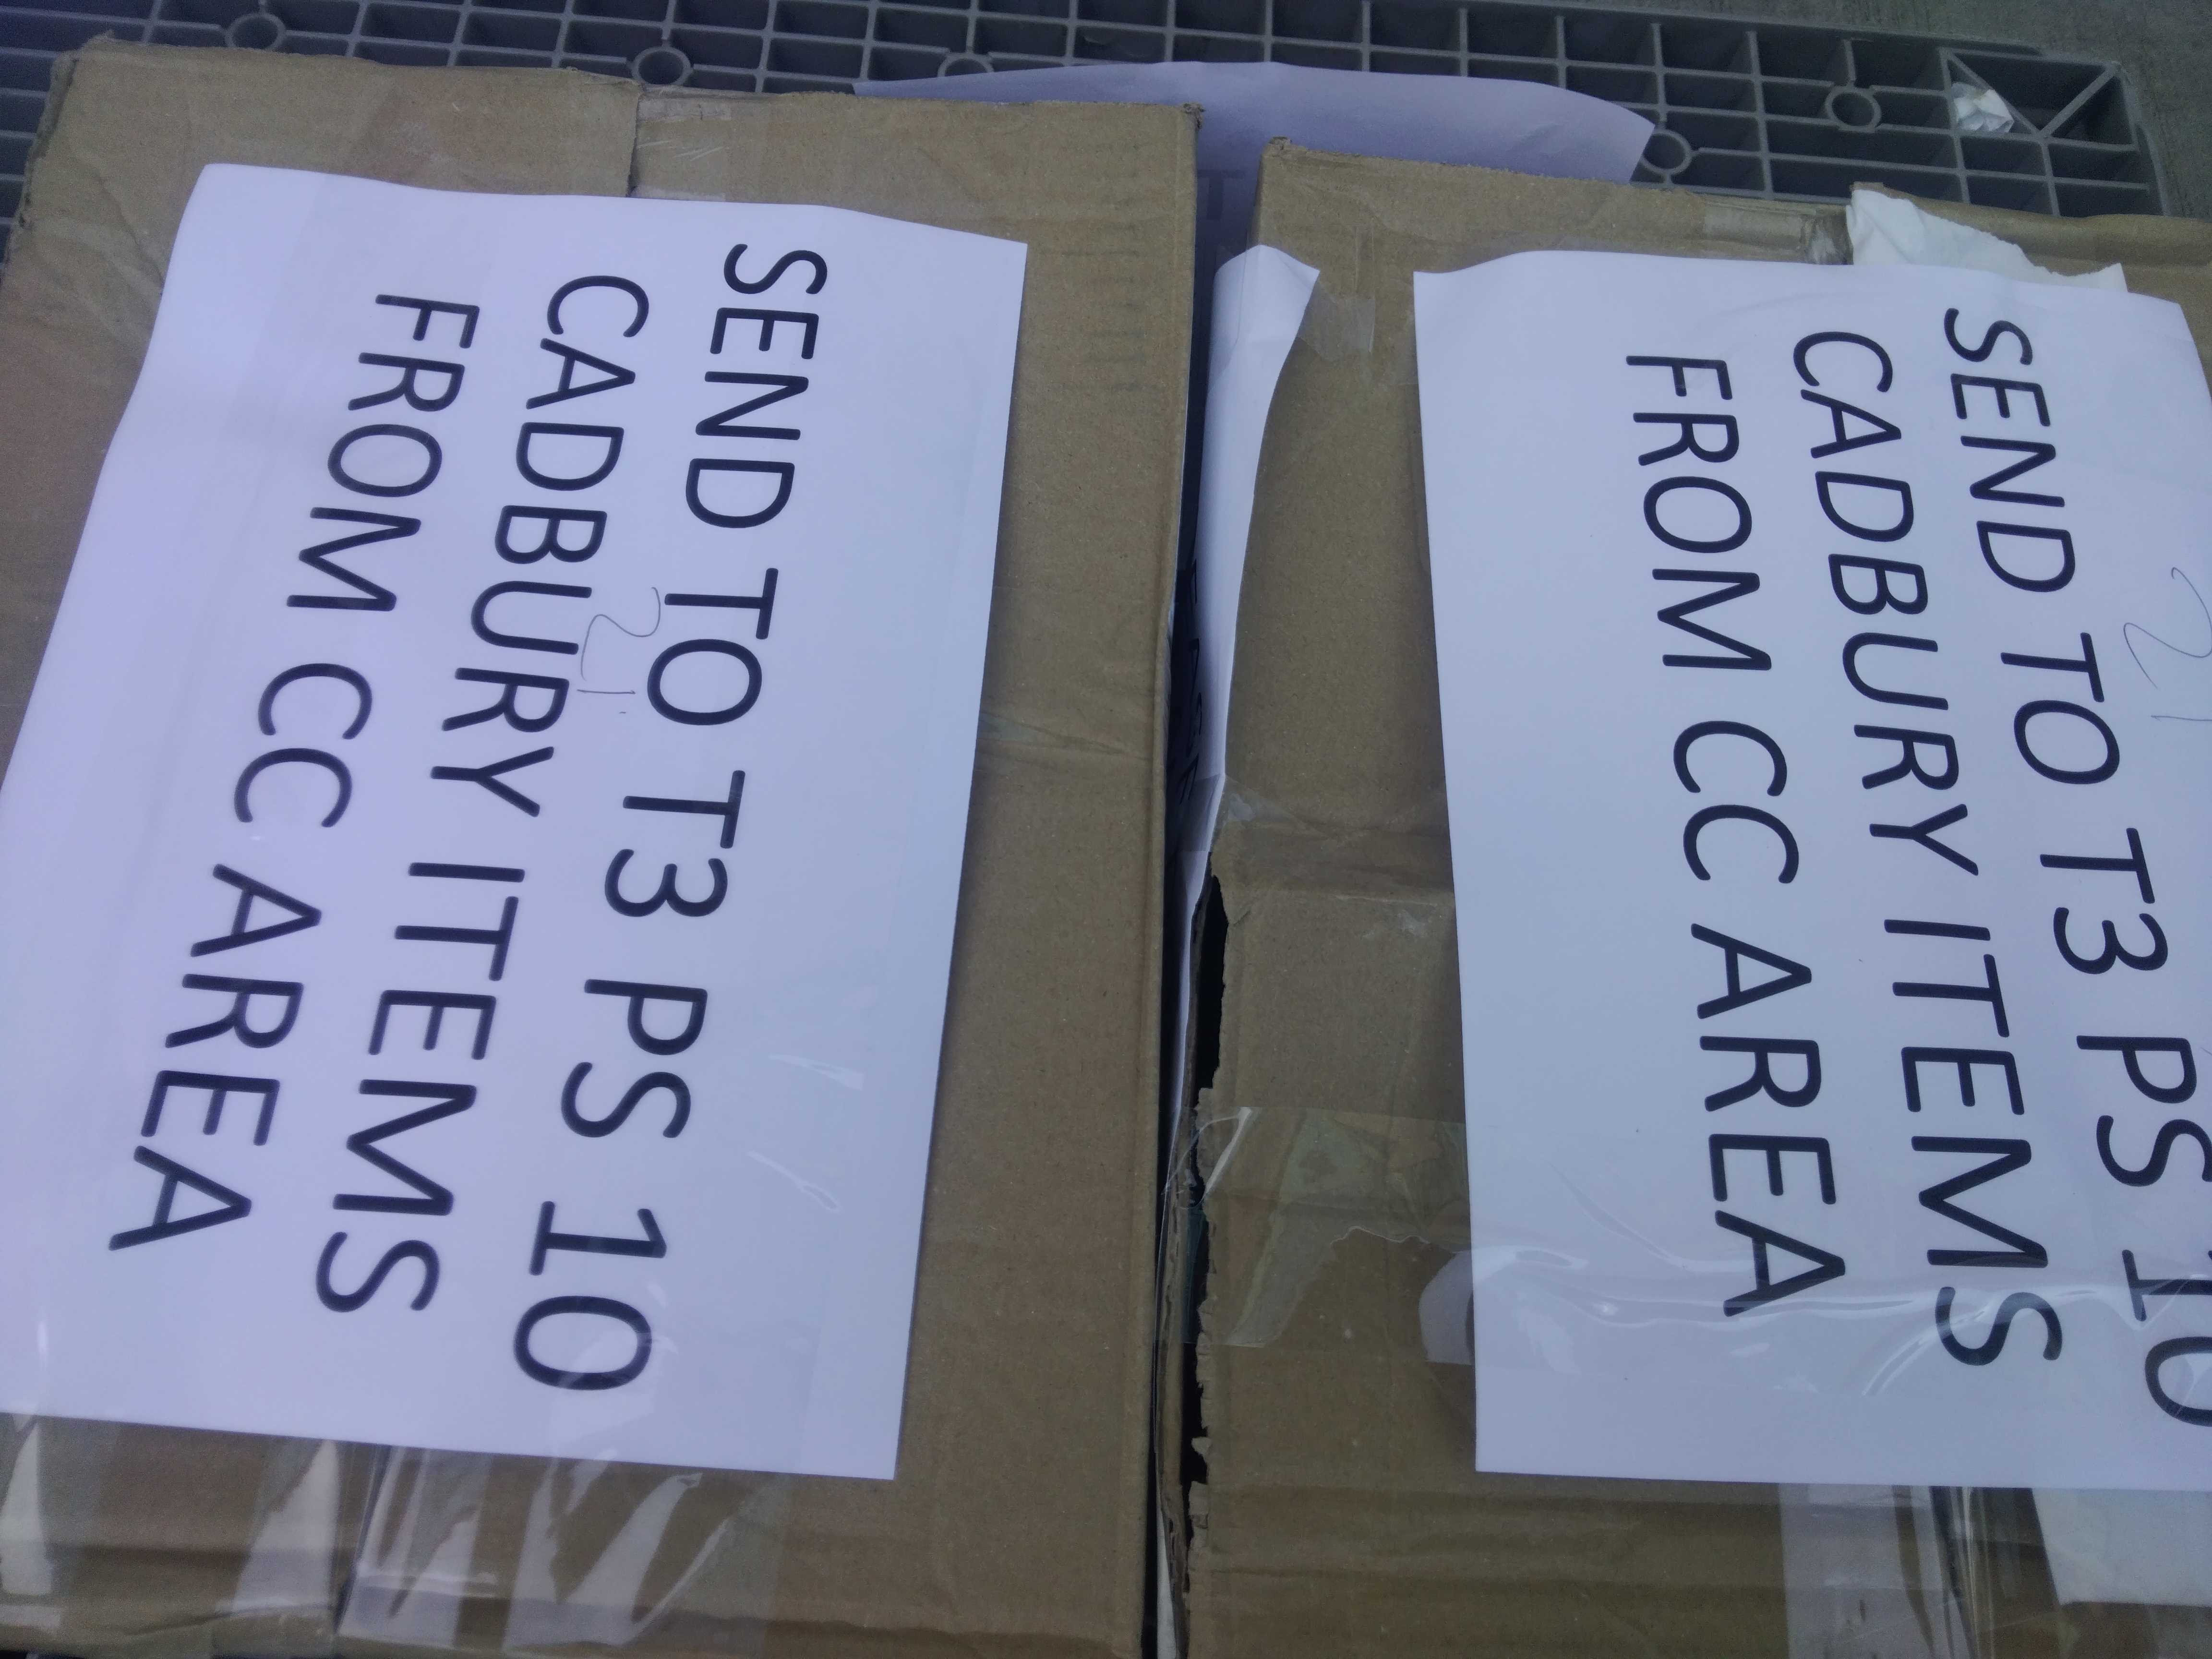 SEND TO T3 PS 10
CADBURY ITEMS
FROM CC AREA
SEND TO T3 PS 10
CADBURY ITEMS
FROM CC AREA